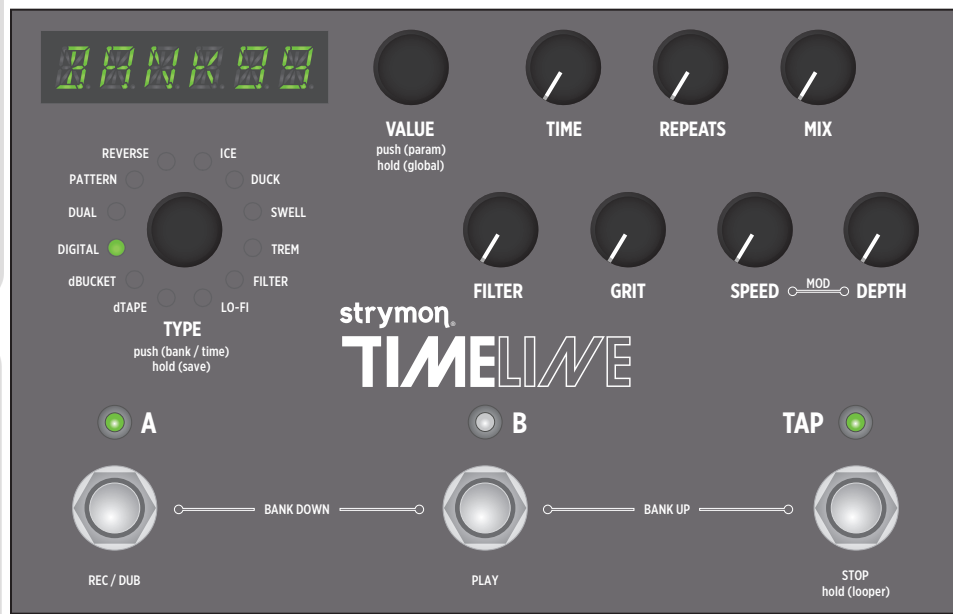 BANK99
VALUE
push (param)
hold (global)
TIME
REPEATS
MIX
REVERSE
ICE
PATTERN
DUCK
DUAL
SWELL
DIGITAL
TREM
dBUCKET
FILTER
dTAPE
LO-FI
TYPE
push (bank / time)
hold (save)
FILTER
GRIT
SPEED
MOD
DEPTH
strymon®
TIMELINE
A
B
TAP
BANK DOWN
BANK UP
REC / DUB
PLAY
STOP
hold (looper)